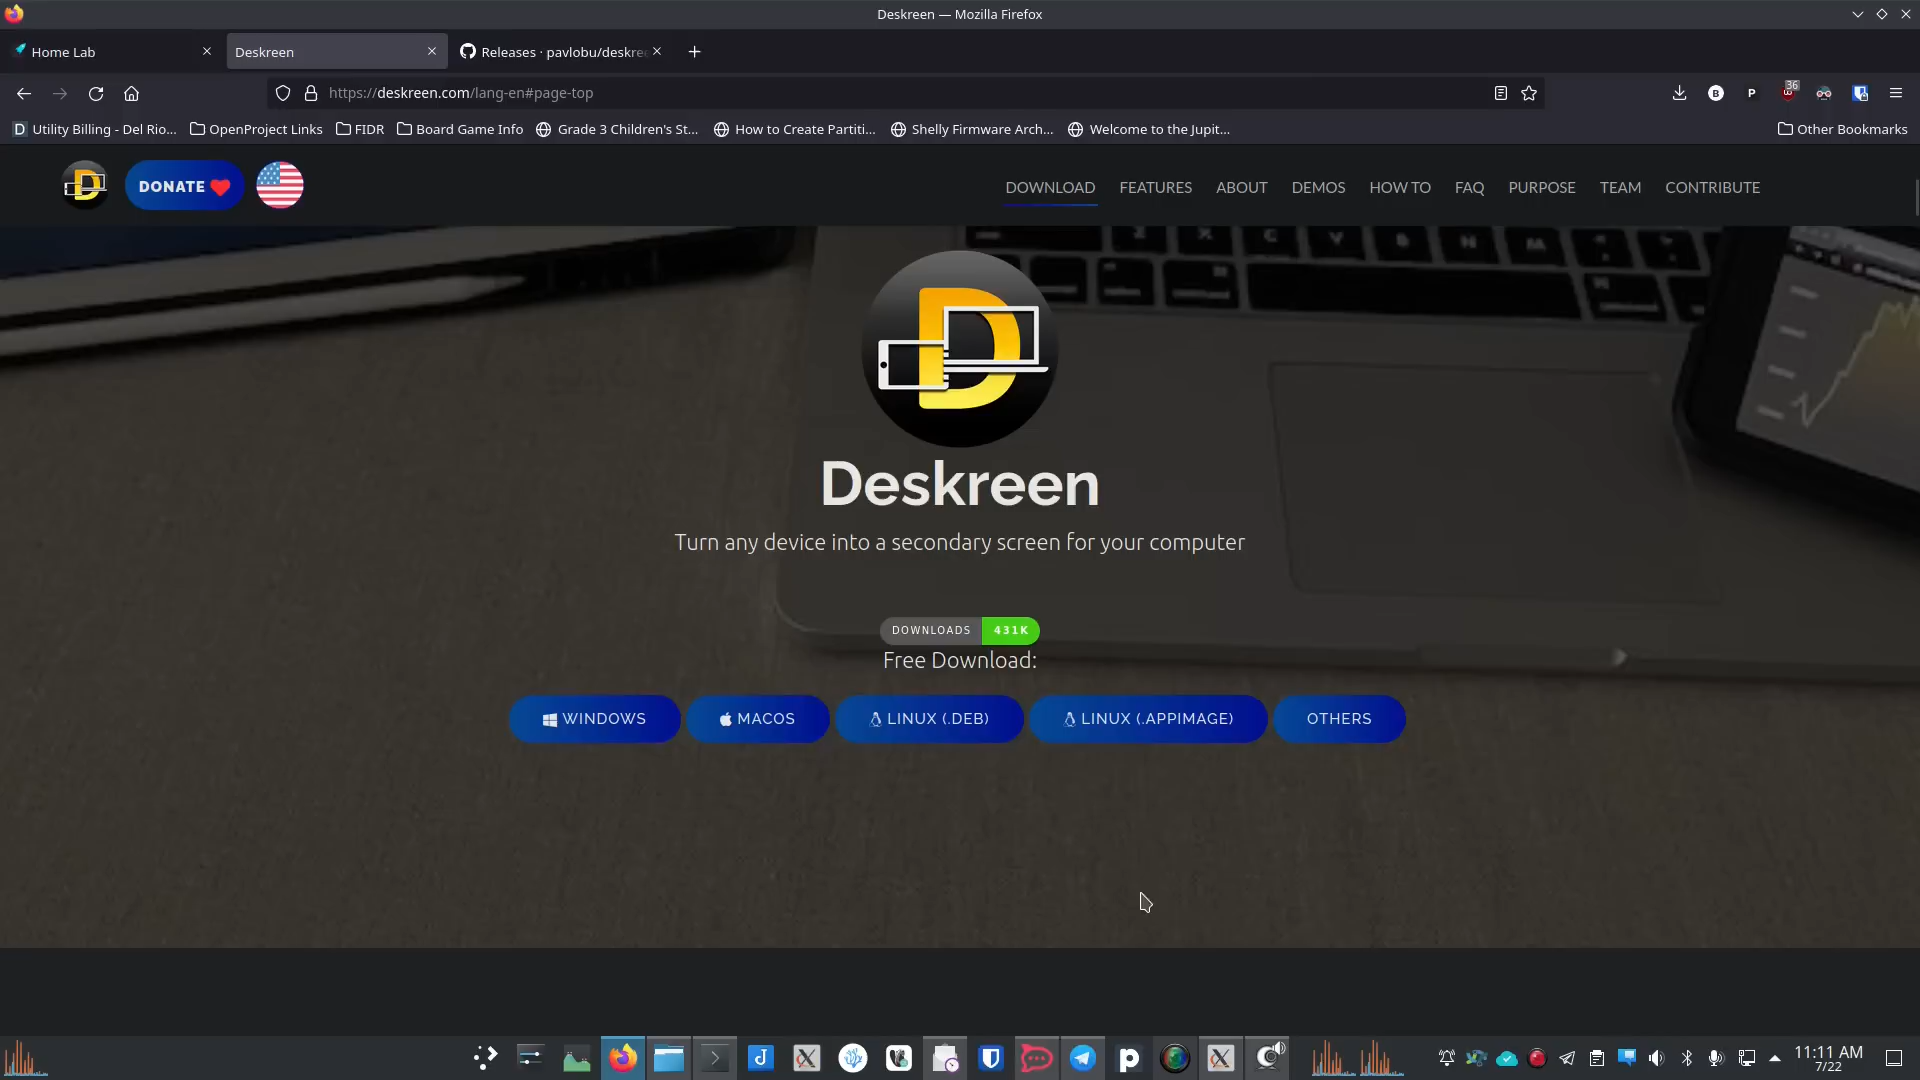 Deskreen — Mozilla Firefox
Home Lab
Deskreen
Releases · pavlobu/deskre
https://deskreen.com/lang-en#page-top
36
Utility Billing - Del Rio...
OpenProject Links
FIDR
Board Game Info
Grade 3 Children's St...
How to Create Partiti...
Shelly Firmware Arch...
Welcome to the Jupit...
Other Bookmarks
DONATE
DOWNLOAD
FEATURES
ABOUT
DEMOS
HOW TO
FAQ
PURPOSE
TEAM
CONTRIBUTE
Deskreen
Turn any device into a secondary screen for your computer
DOWNLOADS 431K
Free Download:
WINDOWS
MACOS
LINUX (.DEB)
LINUX (.APPIMAGE)
OTHERS
11:11 AM
7/22